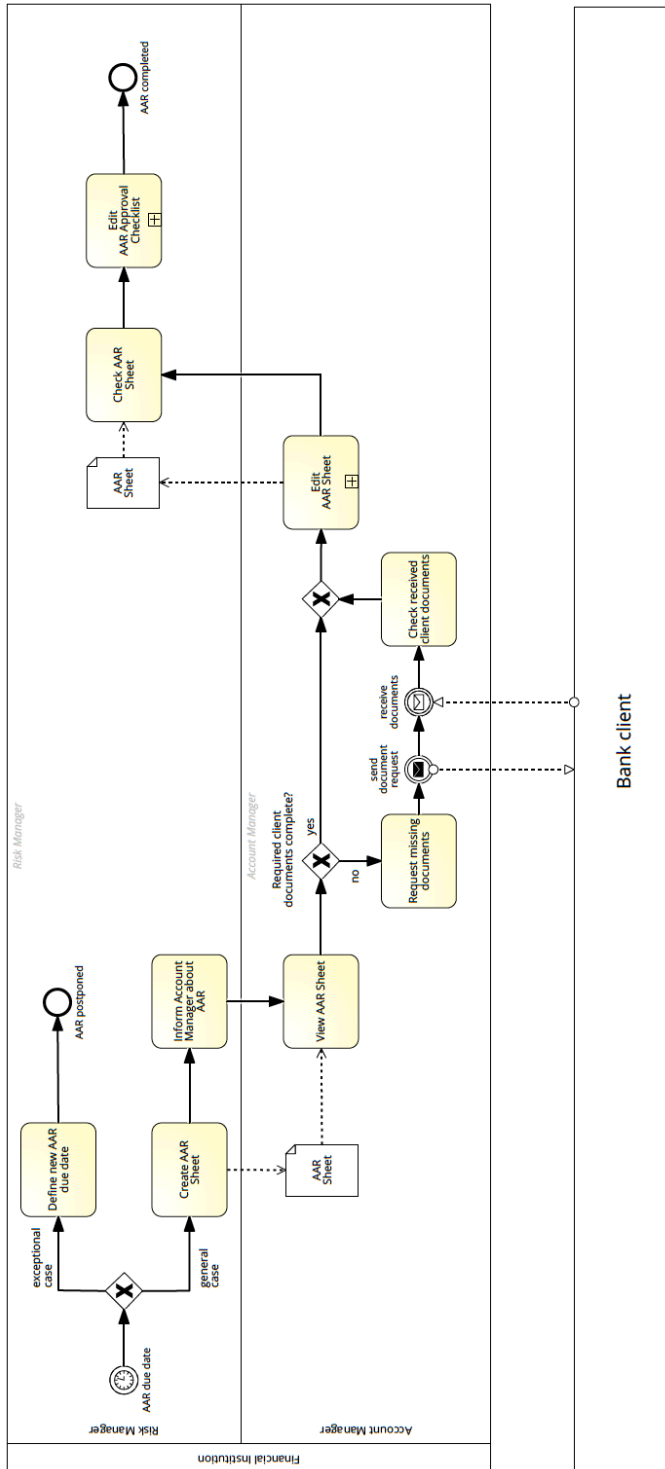 Financial Institution
Risk Manager
Account Manager
Risk Manager
Account Manager
AAR due date
exceptional
case
general
case
Define new AAR
due date
AAR postponed
Create AAR
Sheet
Inform Account
Manager about
AAR
AAR
Sheet
View AAR Sheet
Required client
documents complete?
yes
no
Request missing
documents
send
document
request
receive
documents
Check received
client documents
Edit
AAR Sheet
AAR
Sheet
Check AAR
Sheet
Edit
AAR Approval
Checklist
AAR completed
Bank client